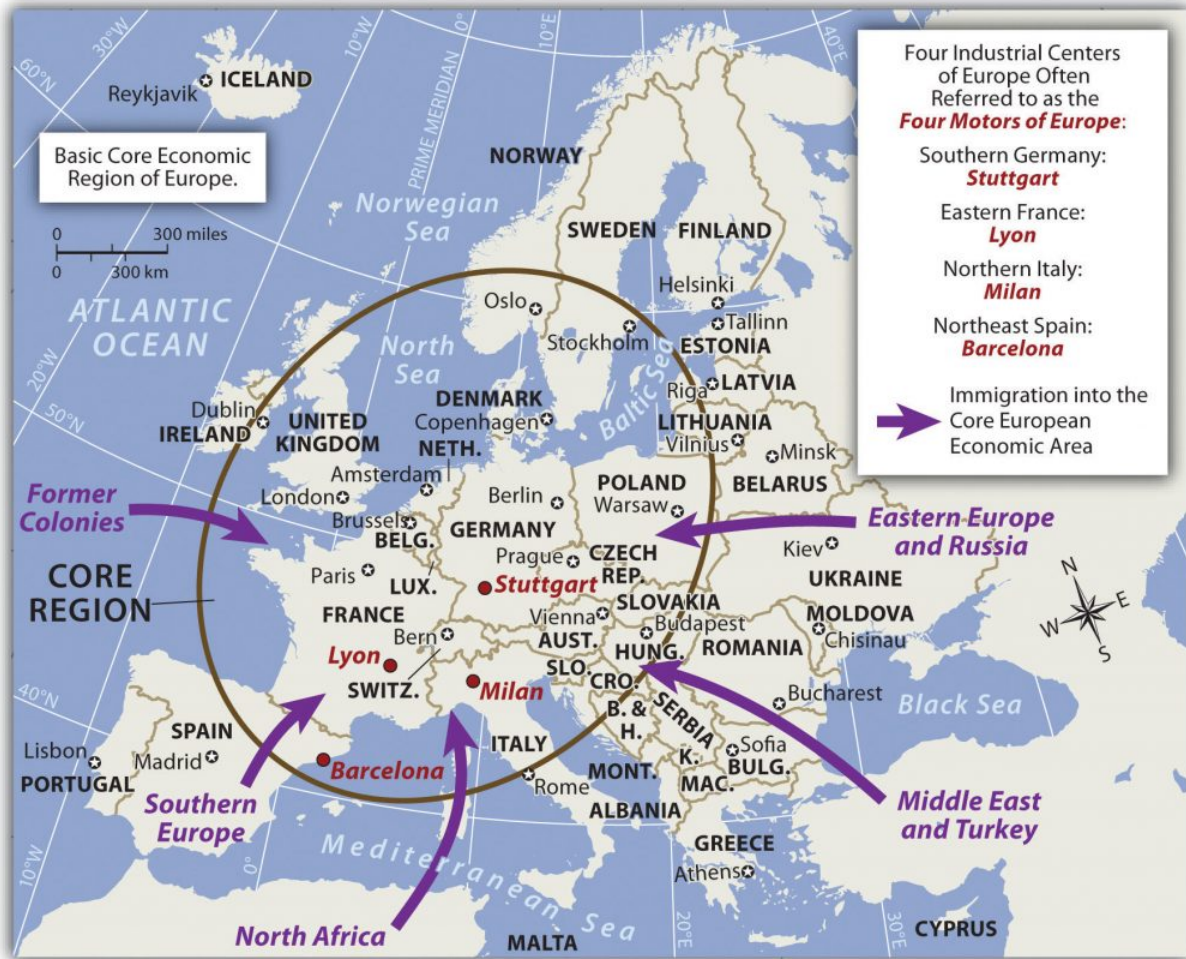 30°W
20°W
10°W
0°
10°E
40°E
60°N
ICELAND
Reykjavik
PRIME MERIDIAN
Four Industrial Centers
of Europe Often
Referred to as the
Four Motors of Europe:
Southern Germany:
Stuttgart
Eastern France:
Lyon
Northern Italy:
Milan
Northeast Spain:
Barcelona
Immigration into the
Core European
Economic Area
Basic Core Economic
Region of Europe.
0 300 miles
0 300 km
NORWAY
Norwegian
Sea
SWEDEN
FINLAND
Helsinki
Oslo
Tallinn
Stockholm
ESTONIA
ATLANTIC
OCEAN
North
Sea
Baltic Sea
Riga
LATVIA
20°W
50°N
DENMARK
Copenhagen
LITHUANIA
Vilnius
Minsk
Dublin
IRELAND
UNITED
KINGDOM
NETH.
Amsterdam
London
Brussels
BELG.
Berlin
GERMANY
POLAND
Warsaw
BELARUS
Former
Colonies
Eastern Europe
and Russia
Kiev
UKRAINE
Prague
CZECH
REP.
Paris
LUX.
Stuttgart
CORE
REGION
FRANCE
Vienna
SLOVAKIA
Budapest
MOLDOVA
Chisinau
N
E
S
W
Bern
AUST.
HUNG.
ROMANIA
Lyon
SWITZ.
Milan
SLO.
CRO.
Bucharest
Black Sea
40°N
SPAIN
Madrid
Lisbon
PORTUGAL
Barcelona
ITALY
Rome
B. &
H.
SERBIA
Sofia
BULG.
K.
MONT.
MAC.
ALBANIA
Southern
Europe
Middle East
and Turkey
GREECE
Athens
Mediterranean Sea
10°W
0°
North Africa
MALTA
20°E
30°E
CYPRUS